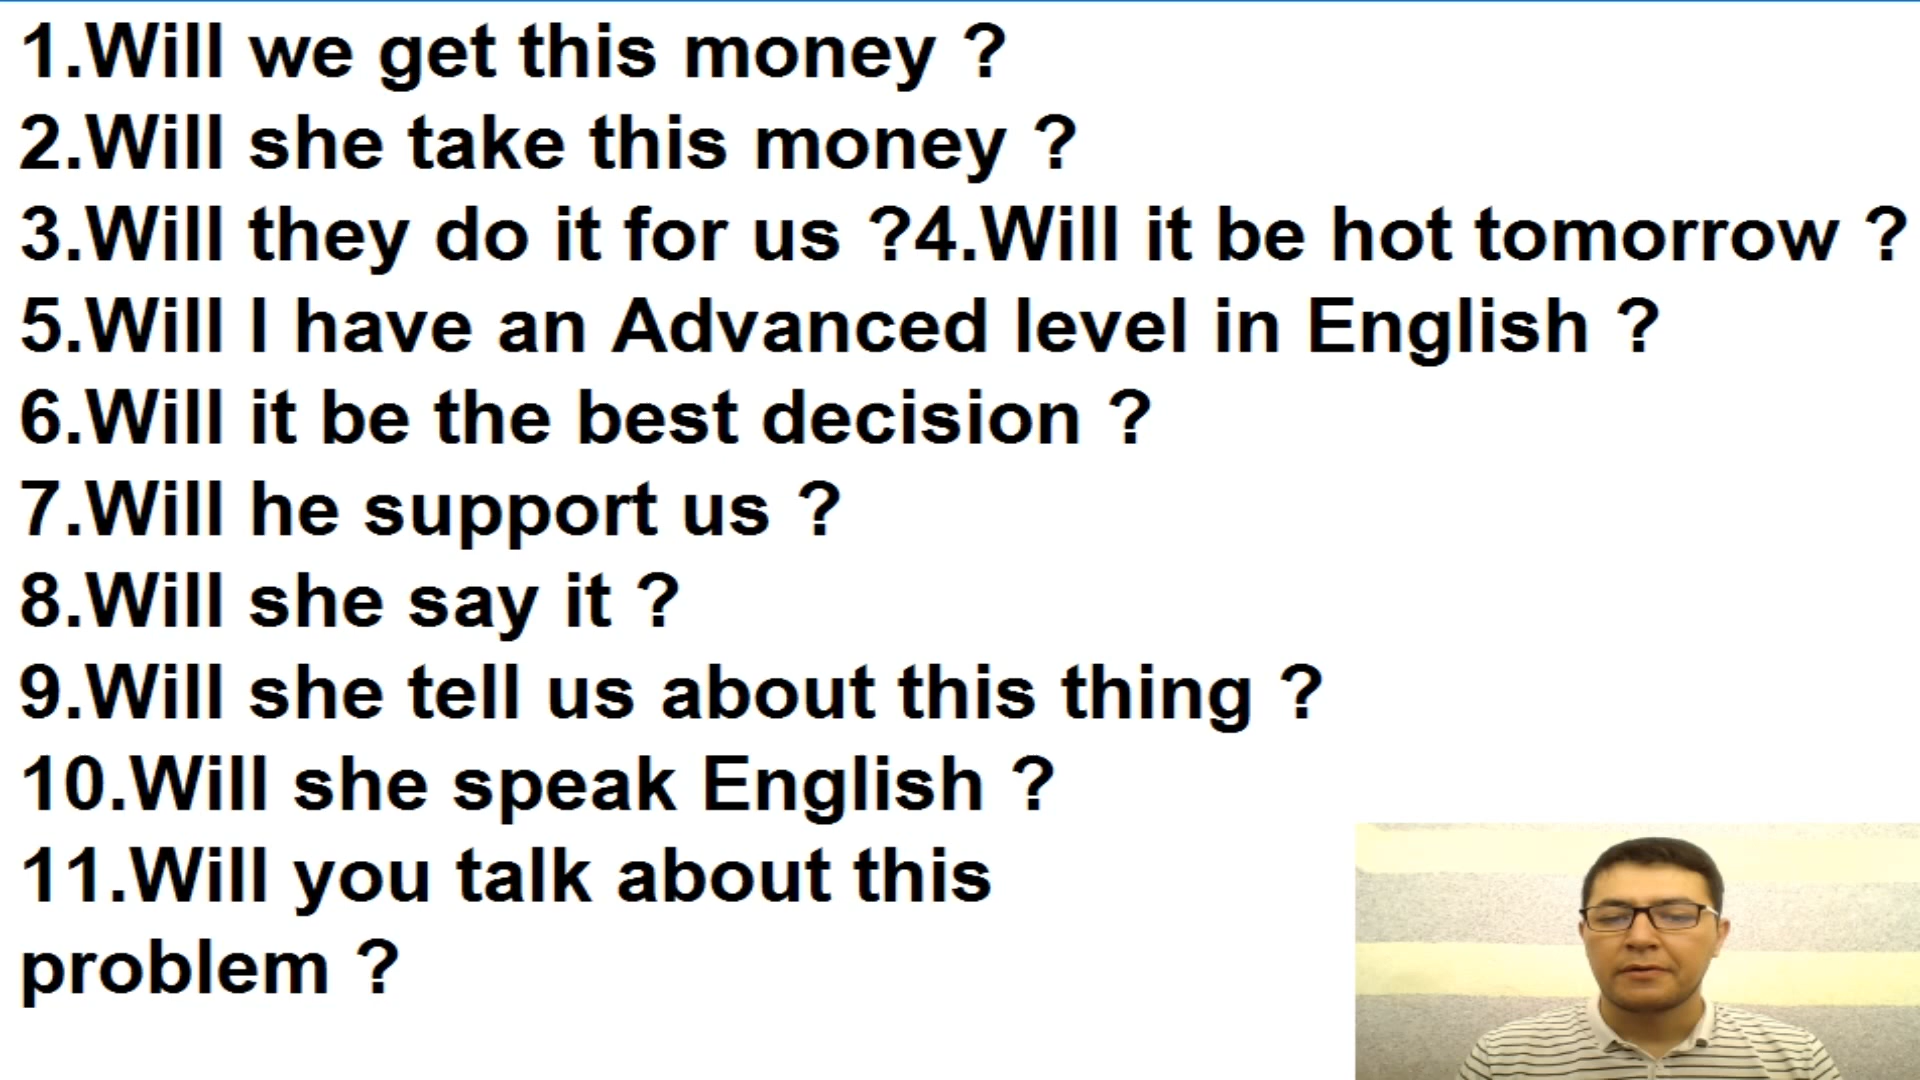 1.Will we get this money ?
2.Will she take this money ?
3.Will they do it for us ?4.Will it be hot tomorrow ?
5.Will I have an Advanced level in English ?
6.Will it be the best decision ?
7.Will he support us ?
8.Will she say it ?
9.Will she tell us about this thing ?
10.Will she speak English ?
11.Will you talk about this
problem ?